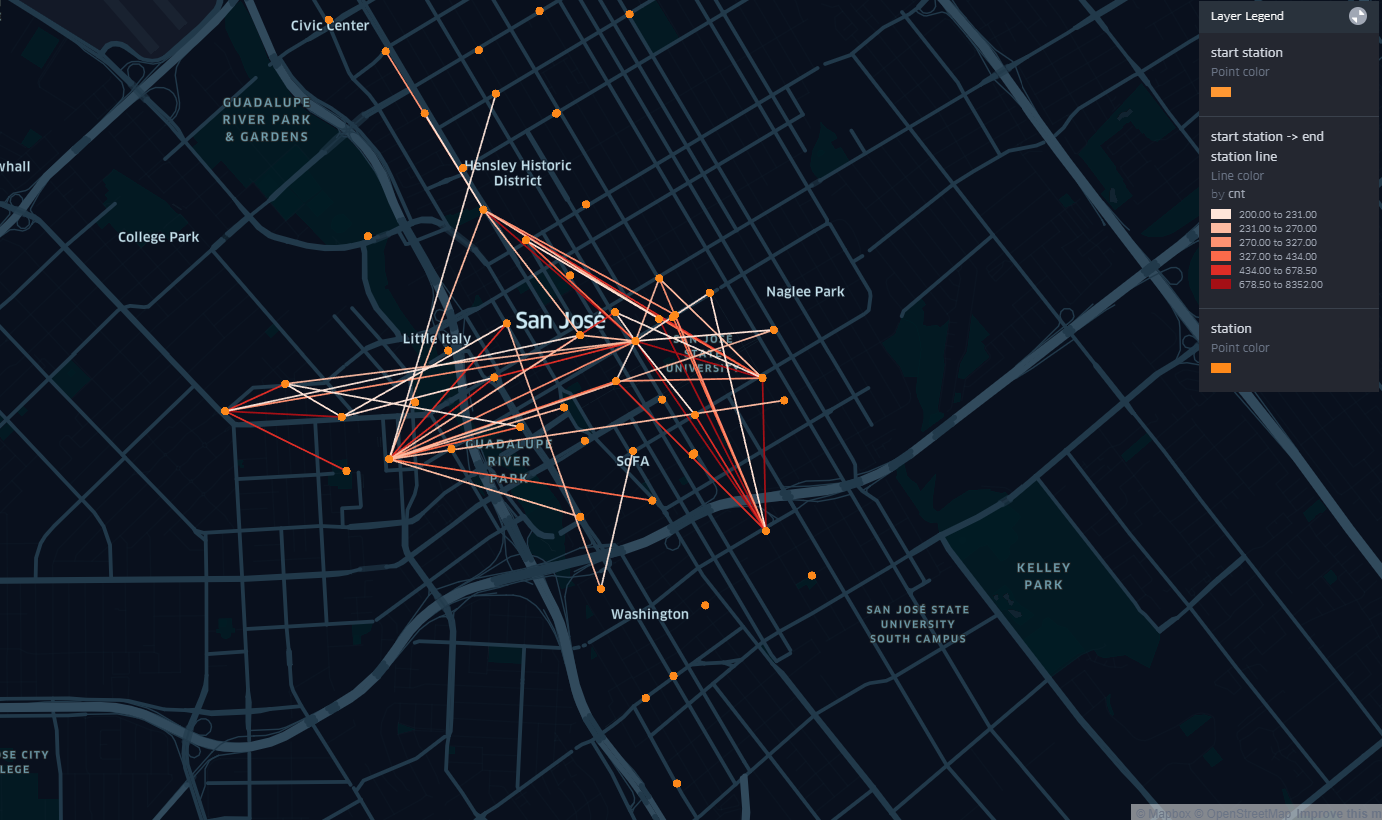 Civic Center
GUADALUPE
RIVER PARK
& GARDENS
whall
Hensley Historic
District
College Park
Naglee Park
San José
Little Italy
SAN JOSE
STATE
UNIVERSITY
GUADALUPE
RIVER
PARK
SoFA
KELLEY
PARK
Washington
SAN JOSÉ STATE
UNIVERSITY
SOUTH CAMPUS
OSE CITY
LEGE
Layer Legend
start station
Point color
start station -> end
station line
Line color
by cnt
200.00 to 231.00
231.00 to 270.00
270.00 to 327.00
327.00 to 434.00
434.00 to 678.50
678.50 to 8352.00
station
Point color
© Mapbox © OpenStreetMap Improve this m